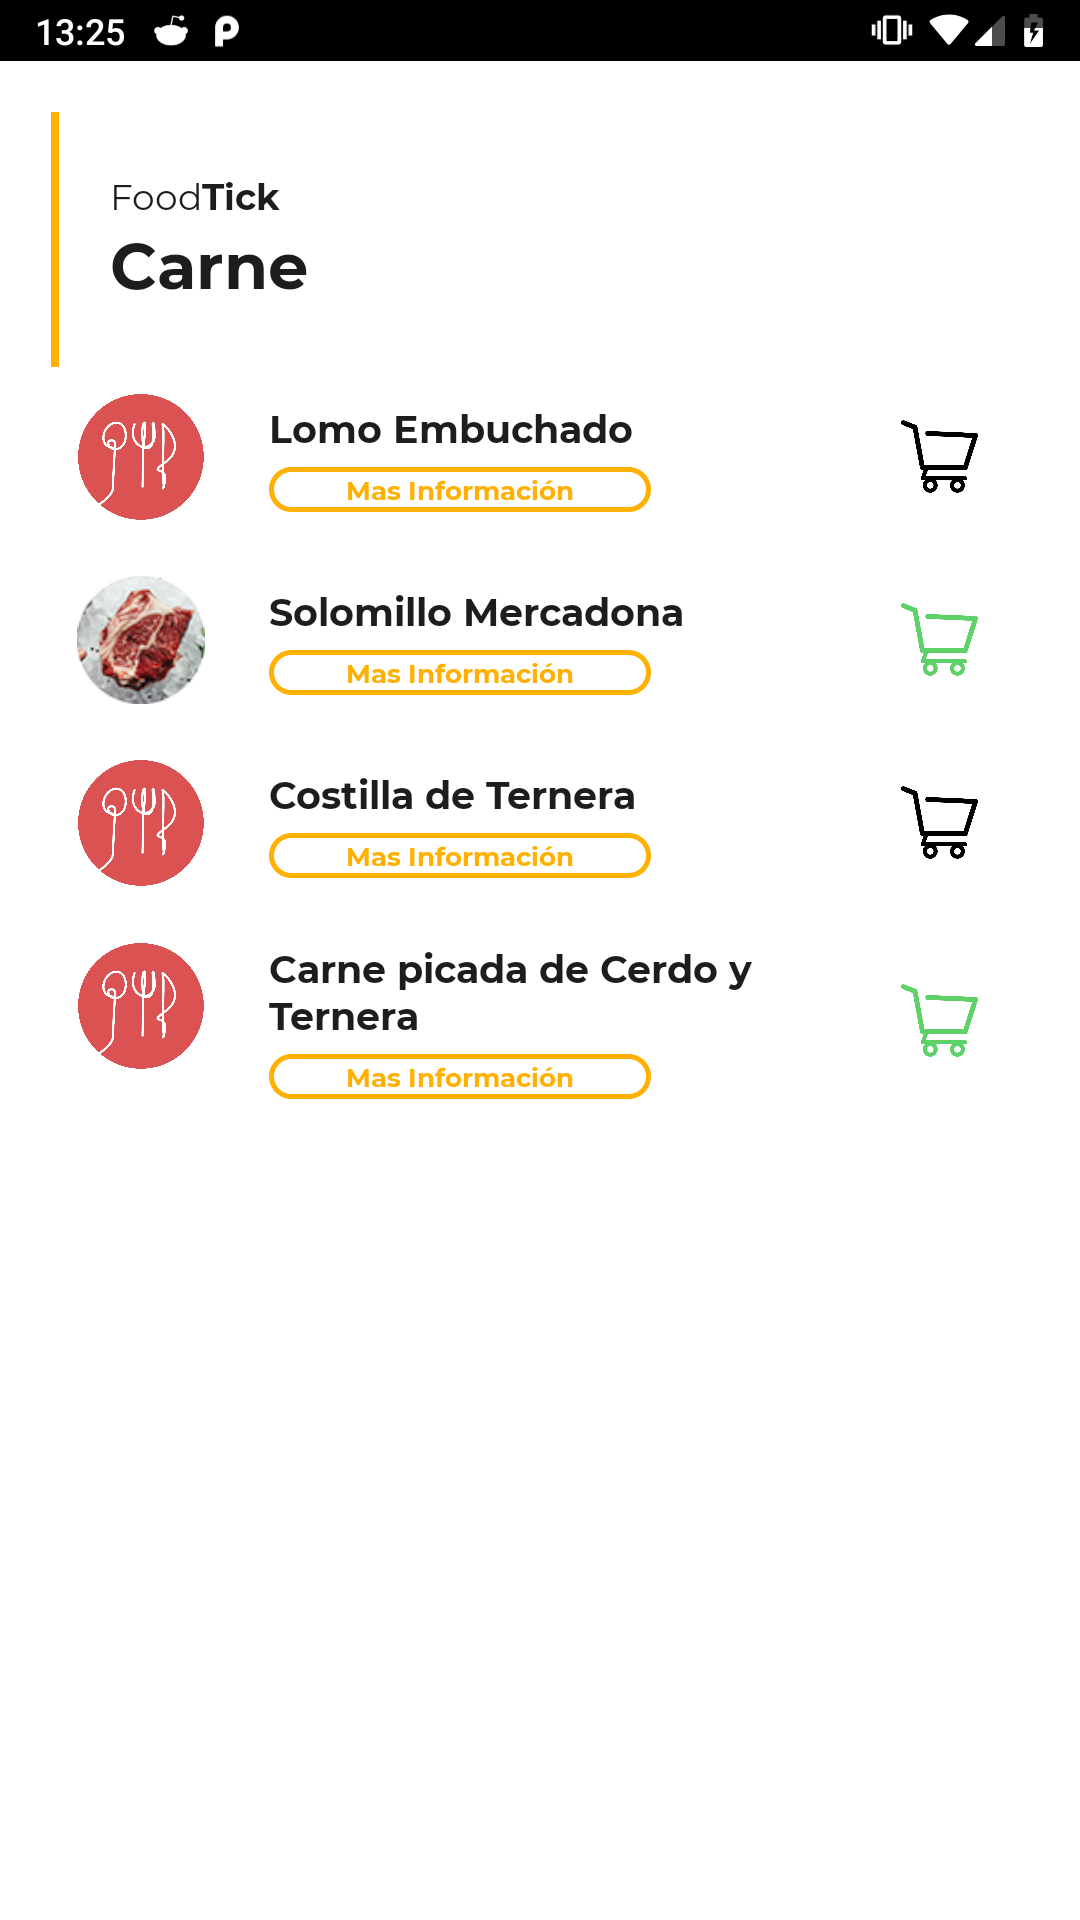 13:25
FoodTick
Carne
Lomo Embuchado
Mas Información
Solomillo Mercadona
Mas Información
Costilla de Ternera
Mas Información
Carne picada de Cerdo y
Ternera
Mas Información